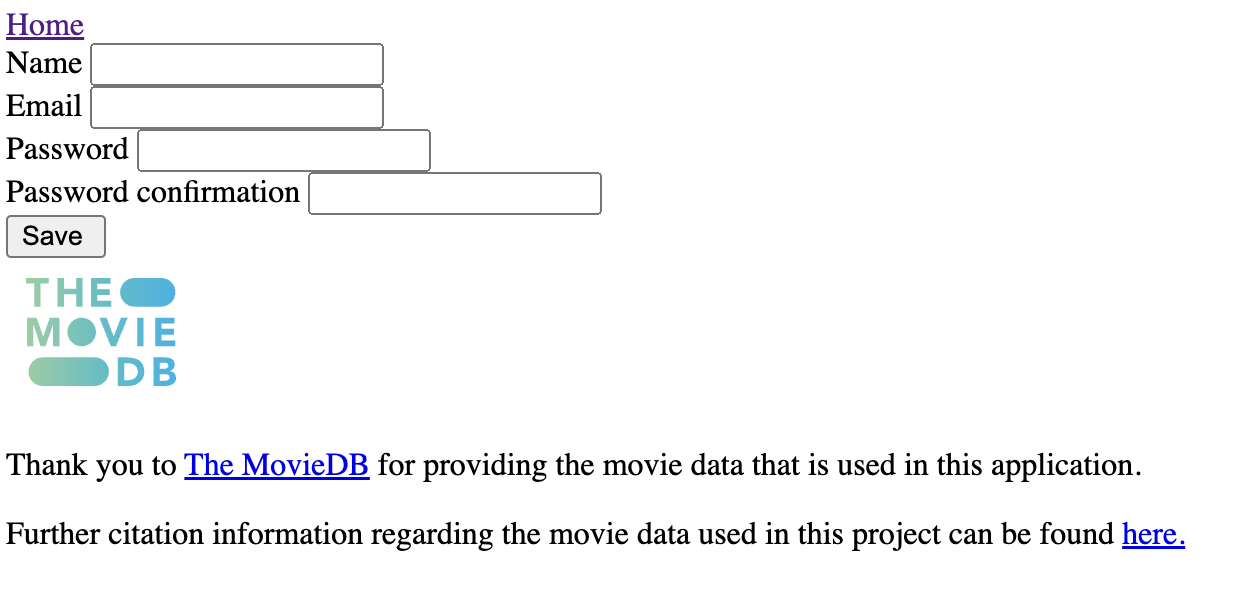 Home
Name
Email
Password
Password confirmation
Save
THE
MOVIE
DB
Thank you to The MovieDB for providing the movie data that is used in this application.
Further citation information regarding the movie data used in this project can be found here.